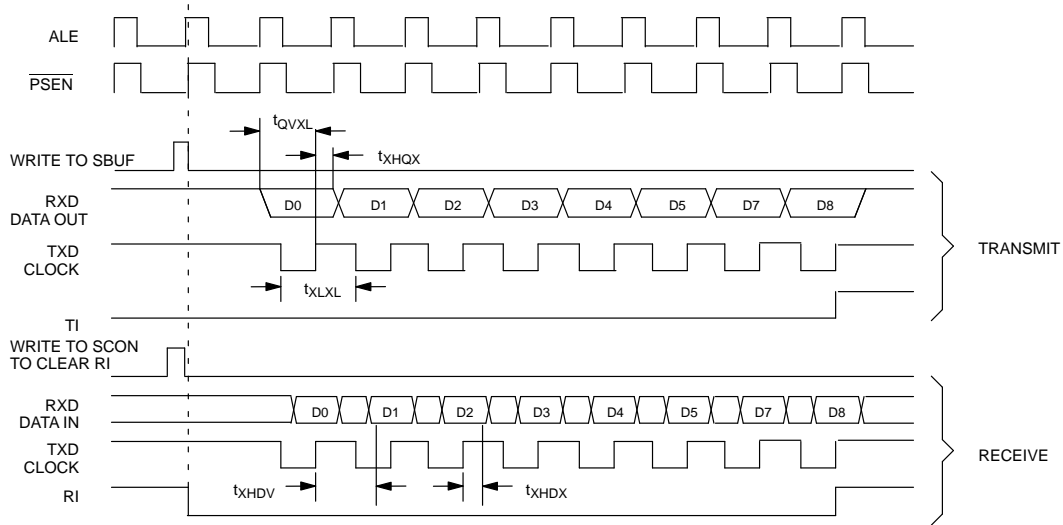 ALE
PSEN
tQVXL
tXHQX
WRITE TO SBUF
RXD
DATA OUT
D0 D1 D2 D3 D4 D5 D7 D8
TXD
CLOCK
TRANSMIT
tXLXL
TI
WRITE TO SCON
TO CLEAR RI
RXD
DATA IN
D0 D1 D2 D3 D4 D5 D7 D8
TXD
CLOCK
RECEIVE
tXHDV
tXHDX
RI